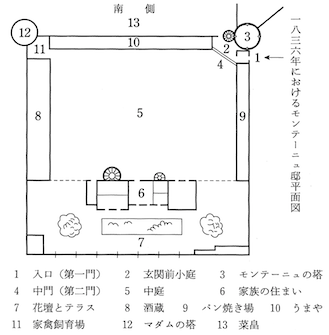 南側
13
12
11
10
2
3
1
4
8
5
9
6
7
一八三六年におけるモンテーニュ邸平面図
1 入口(第一門) 2 玄関前小庭 3 モンテーニュの塔
4 中門(第二門) 5 中庭 6 家族の住まい
7 花壇とテラス 8 酒蔵 9 パン焼き場 10 うまや
11 家禽飼育場 12 マダムの塔 13 菜畠